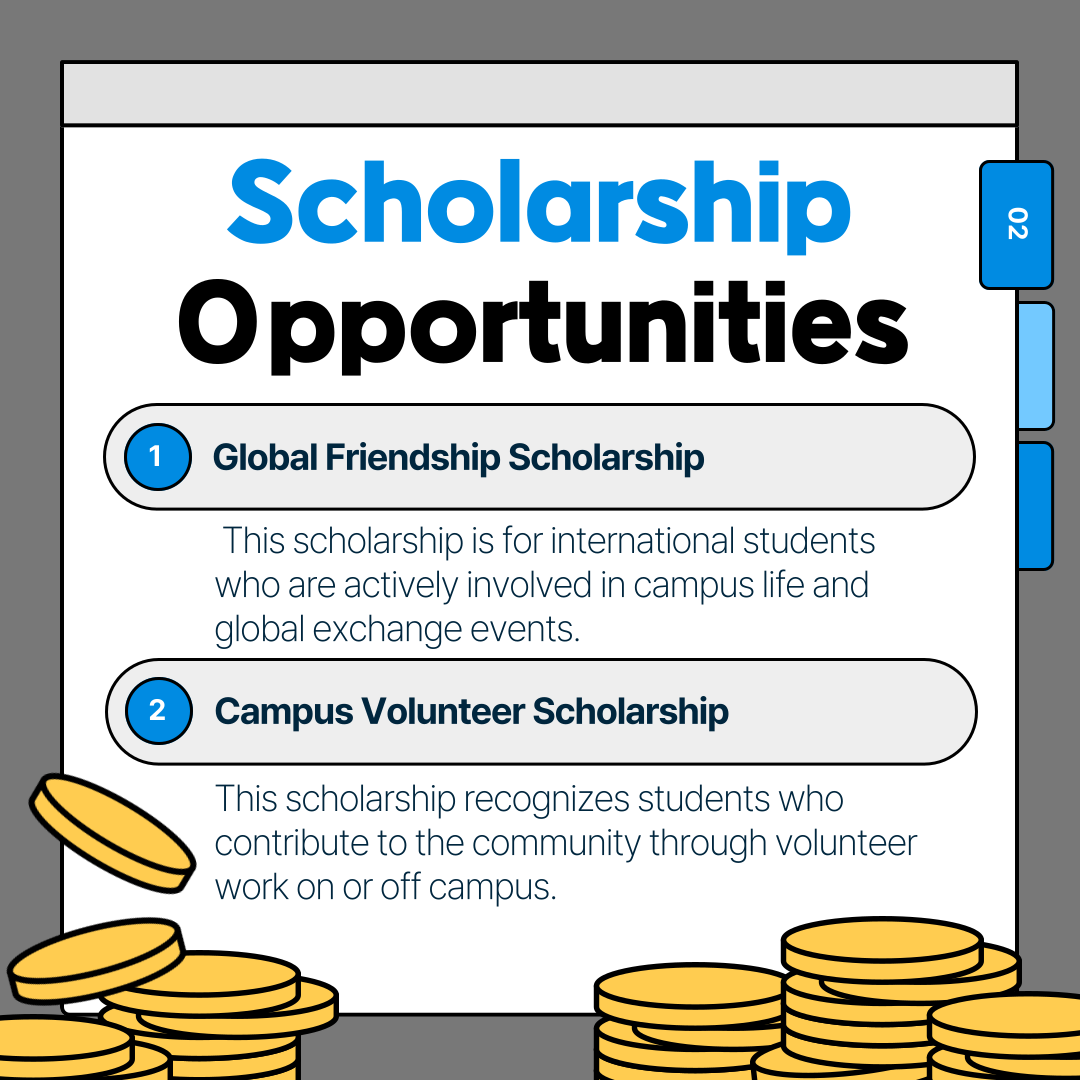 Scholarship
Opportunities
02
1 Global Friendship Scholarship
This scholarship is for international students
who are actively involved in campus life and
global exchange events.
2 Campus Volunteer Scholarship
This scholarship recognizes students who
contribute to the community through volunteer
work on or off campus.